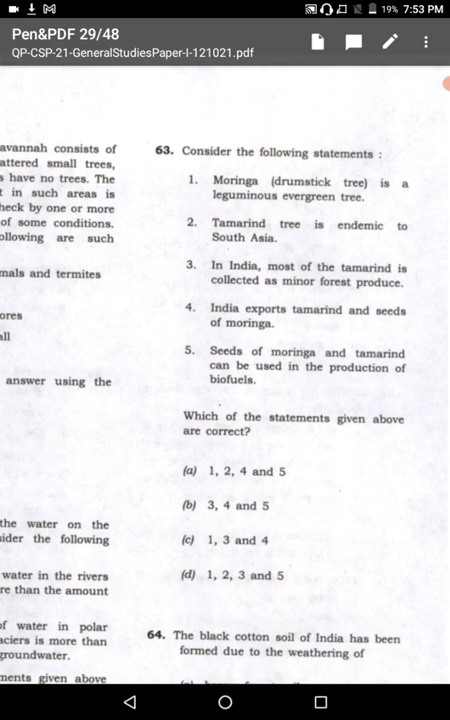 19% 7:53 PM
Pen&PDF 29/48
QP-CSP-21-GeneralStudiesPaper-I-121021.pdf
avannah consists of
attered small trees,
s have no trees. The
t in such areas is
heck by one or more
of some conditions.
ollowing are such
mals and termites
ores
all
answer using the
the water on the
sider the following
water in the rivers
re than the amount
of water in polar
aciers is more than
groundwater.
ments given above
63. Consider the following statements :
1. Moringa (drumstick tree) is a
leguminous evergreen tree.
2. Tamarind tree is endemic to
South Asia.
3. In India, most of the tamarind is
collected as minor forest produce.
4. India exports tamarind and seeds
of moringa.
5. Seeds of moringa and tamarind
can be used in the production of
biofuels.
Which of the statements given above
are correct?
(a) 1, 2, 4 and 5
(b) 3, 4 and 5
(c) 1, 3 and 4
(d) 1, 2, 3 and 5
64. The black cotton soil of India has been
formed due to the weathering of